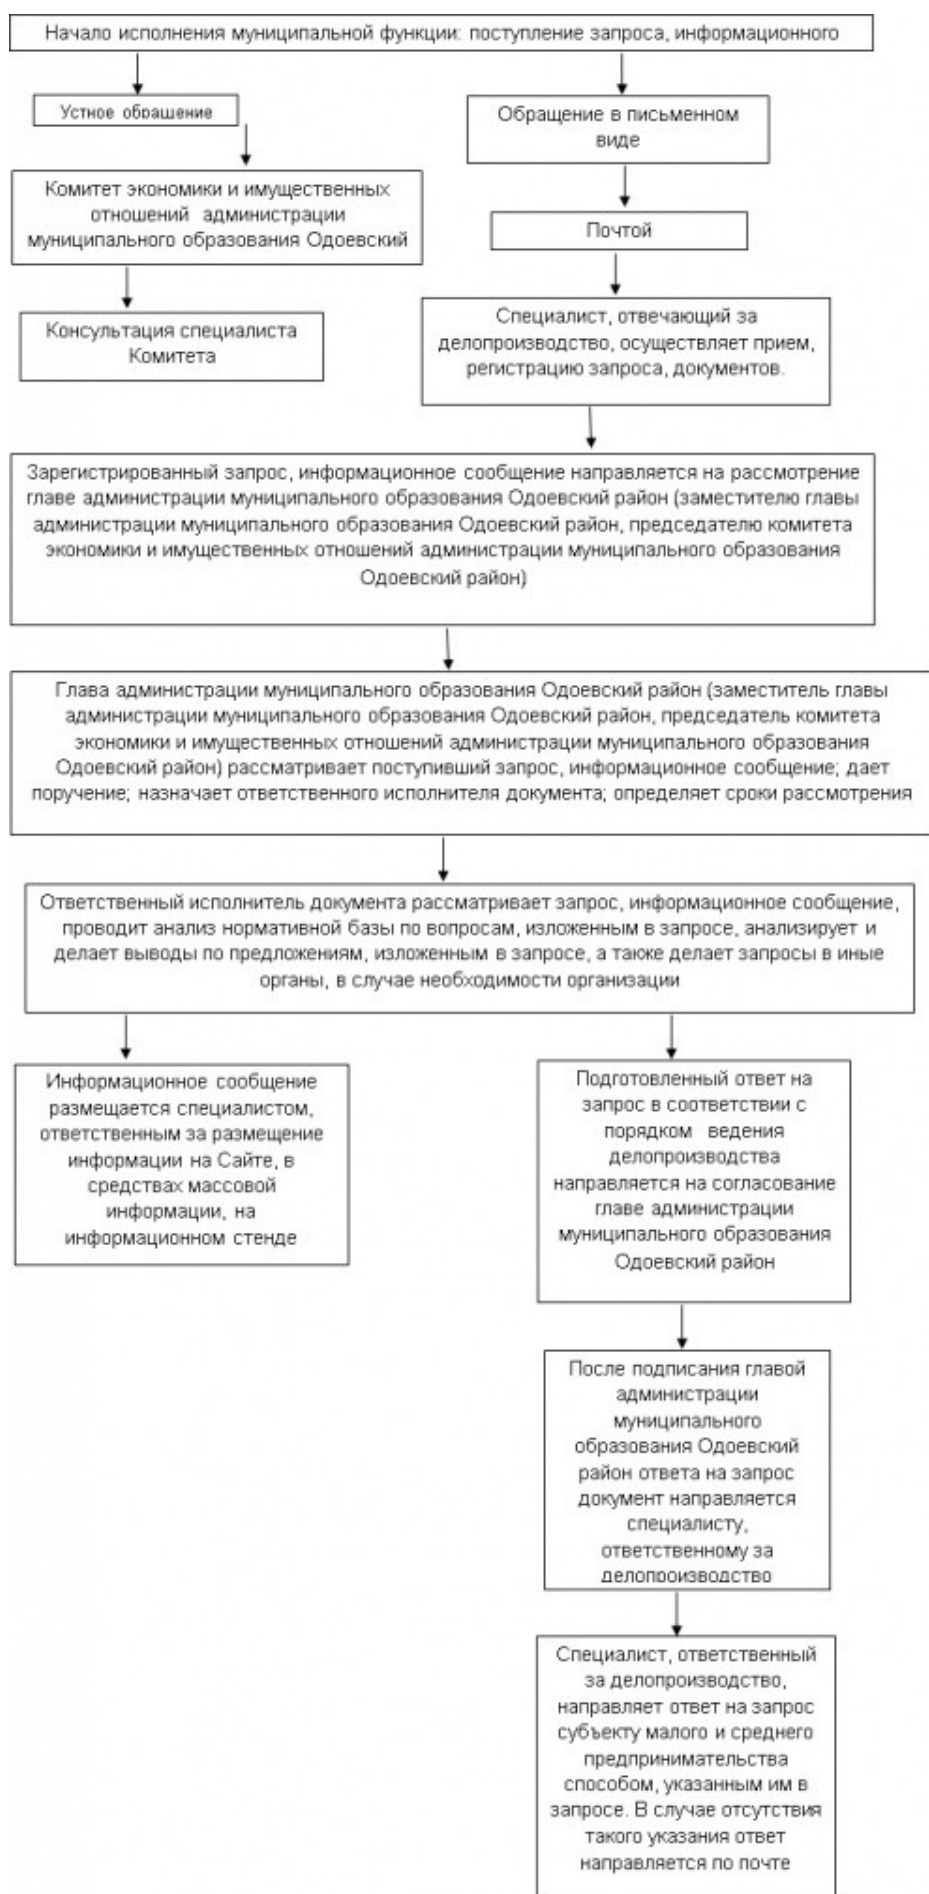 Начало исполнения муниципальной функции: поступление запроса, информационного
Устное обращение
Обращение в письменном
виде
Комитет экономики и имущественных
отношений администрации
муниципального образования Одоевский
Почтой
Консультация специалиста
Комитета
Специалист, отвечающий за
делопроизводство, осуществляет прием,
регистрацию запроса, документов.
Зарегистрированный запрос, информационное сообщение направляется на рассмотрение
главе администрации муниципального образования Одоевский район (заместителю главы
администрации муниципального образования Одоевский район, председателю комитета
экономики и имущественных отношений администрации муниципального образования
Одоевский район)
Глава администрации муниципального образования Одоевский район (заместитель главы
администрации муниципального образования Одоевский район, председатель комитета
экономики и имущественных отношений администрации муниципального образования
Одоевский район) рассматривает поступивший запрос, информационное сообщение; дает
поручение; назначает ответственного исполнителя документа; определяет сроки рассмотрения
Ответственный исполнитель документа рассматривает запрос, информационное сообщение,
проводит анализ нормативной базы по вопросам, изложенным в запросе, анализирует и
делает выводы по предложениям, изложенным в запросе, а также делает запросы в иные
органы, в случае необходимости организации
Информационное сообщение
размещается специалистом,
ответственным за размещение
информации на Сайте, в
средствах массовой
информации, на
информационном стенде
Подготовленный ответ на
запрос в соответствии с
порядком ведения
делопроизводства
направляется на согласование
главе администрации
муниципального образования
Одоевский район
После подписания главой
администрации
муниципального
образования Одоевский
район ответа на запрос
документ направляется
специалисту,
ответственному за
делопроизводство
Специалист, ответственный
за делопроизводство,
направляет ответ на запрос
субъекту малого и среднего
предпринимательства
способом, указанным им в
запросе. В случае отсутствия
такого указания ответ
направляется по почте